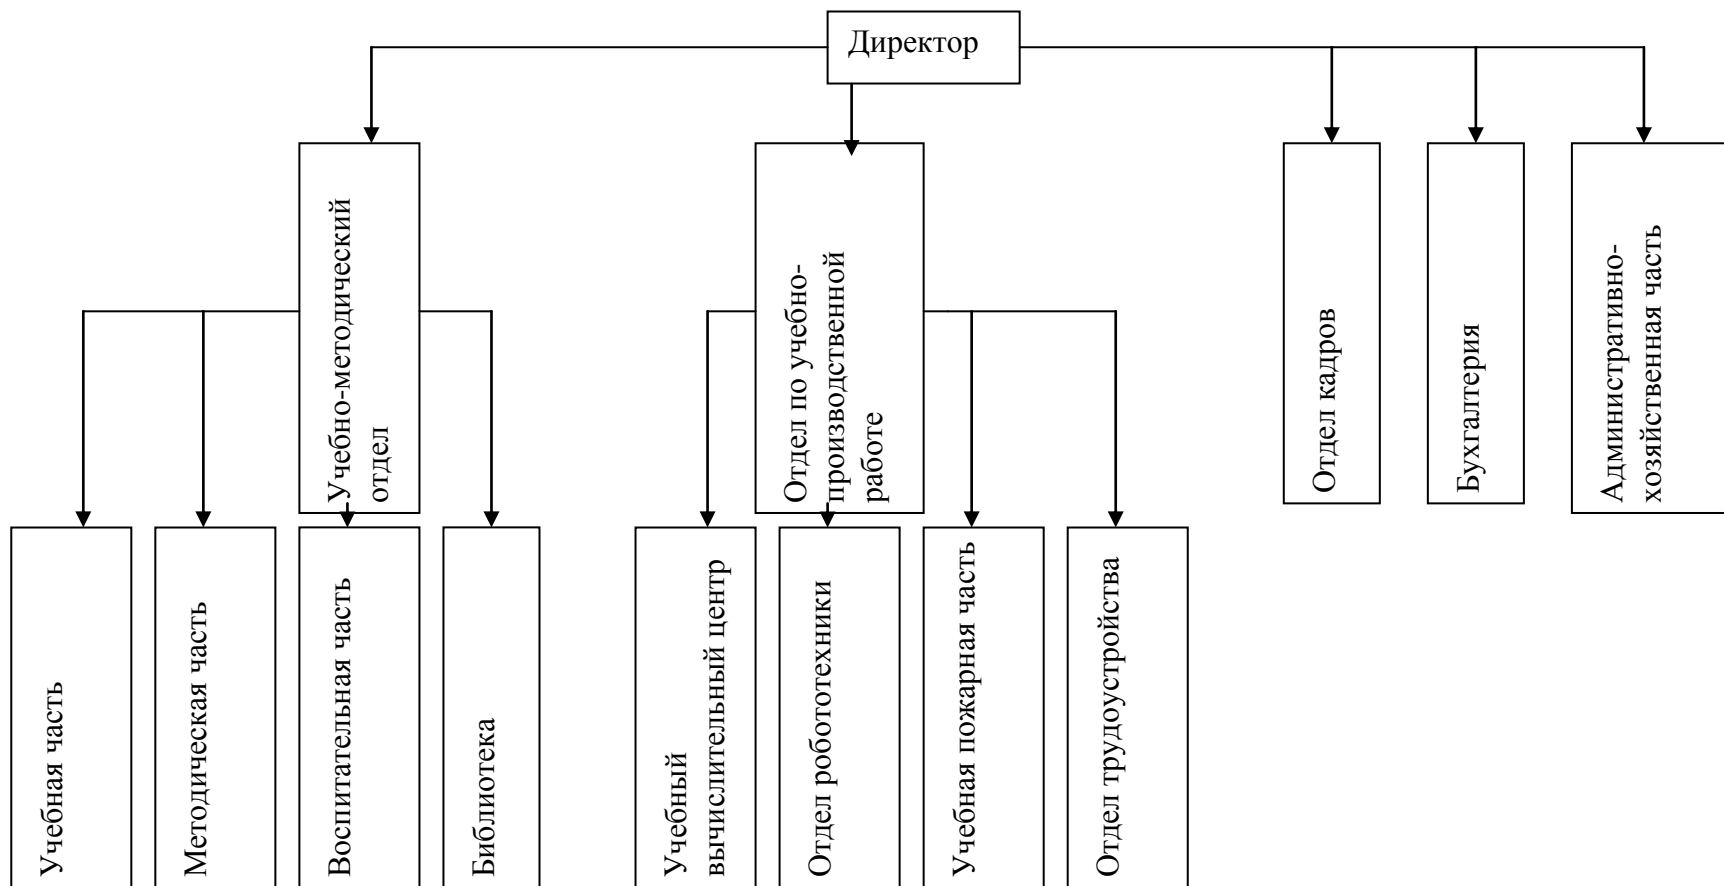 Директор
Учебно-методический
отдел
Отдел по учебно-
производственной
работе
Отдел кадров
Бухгалтерия
Административно-
хозяйственная часть
Учебная часть
Методическая часть
Воспитательная часть
Библиотека
Учебный
вычислительный центр
Отдел робототехники
Учебная пожарная часть
Отдел трудоустройства